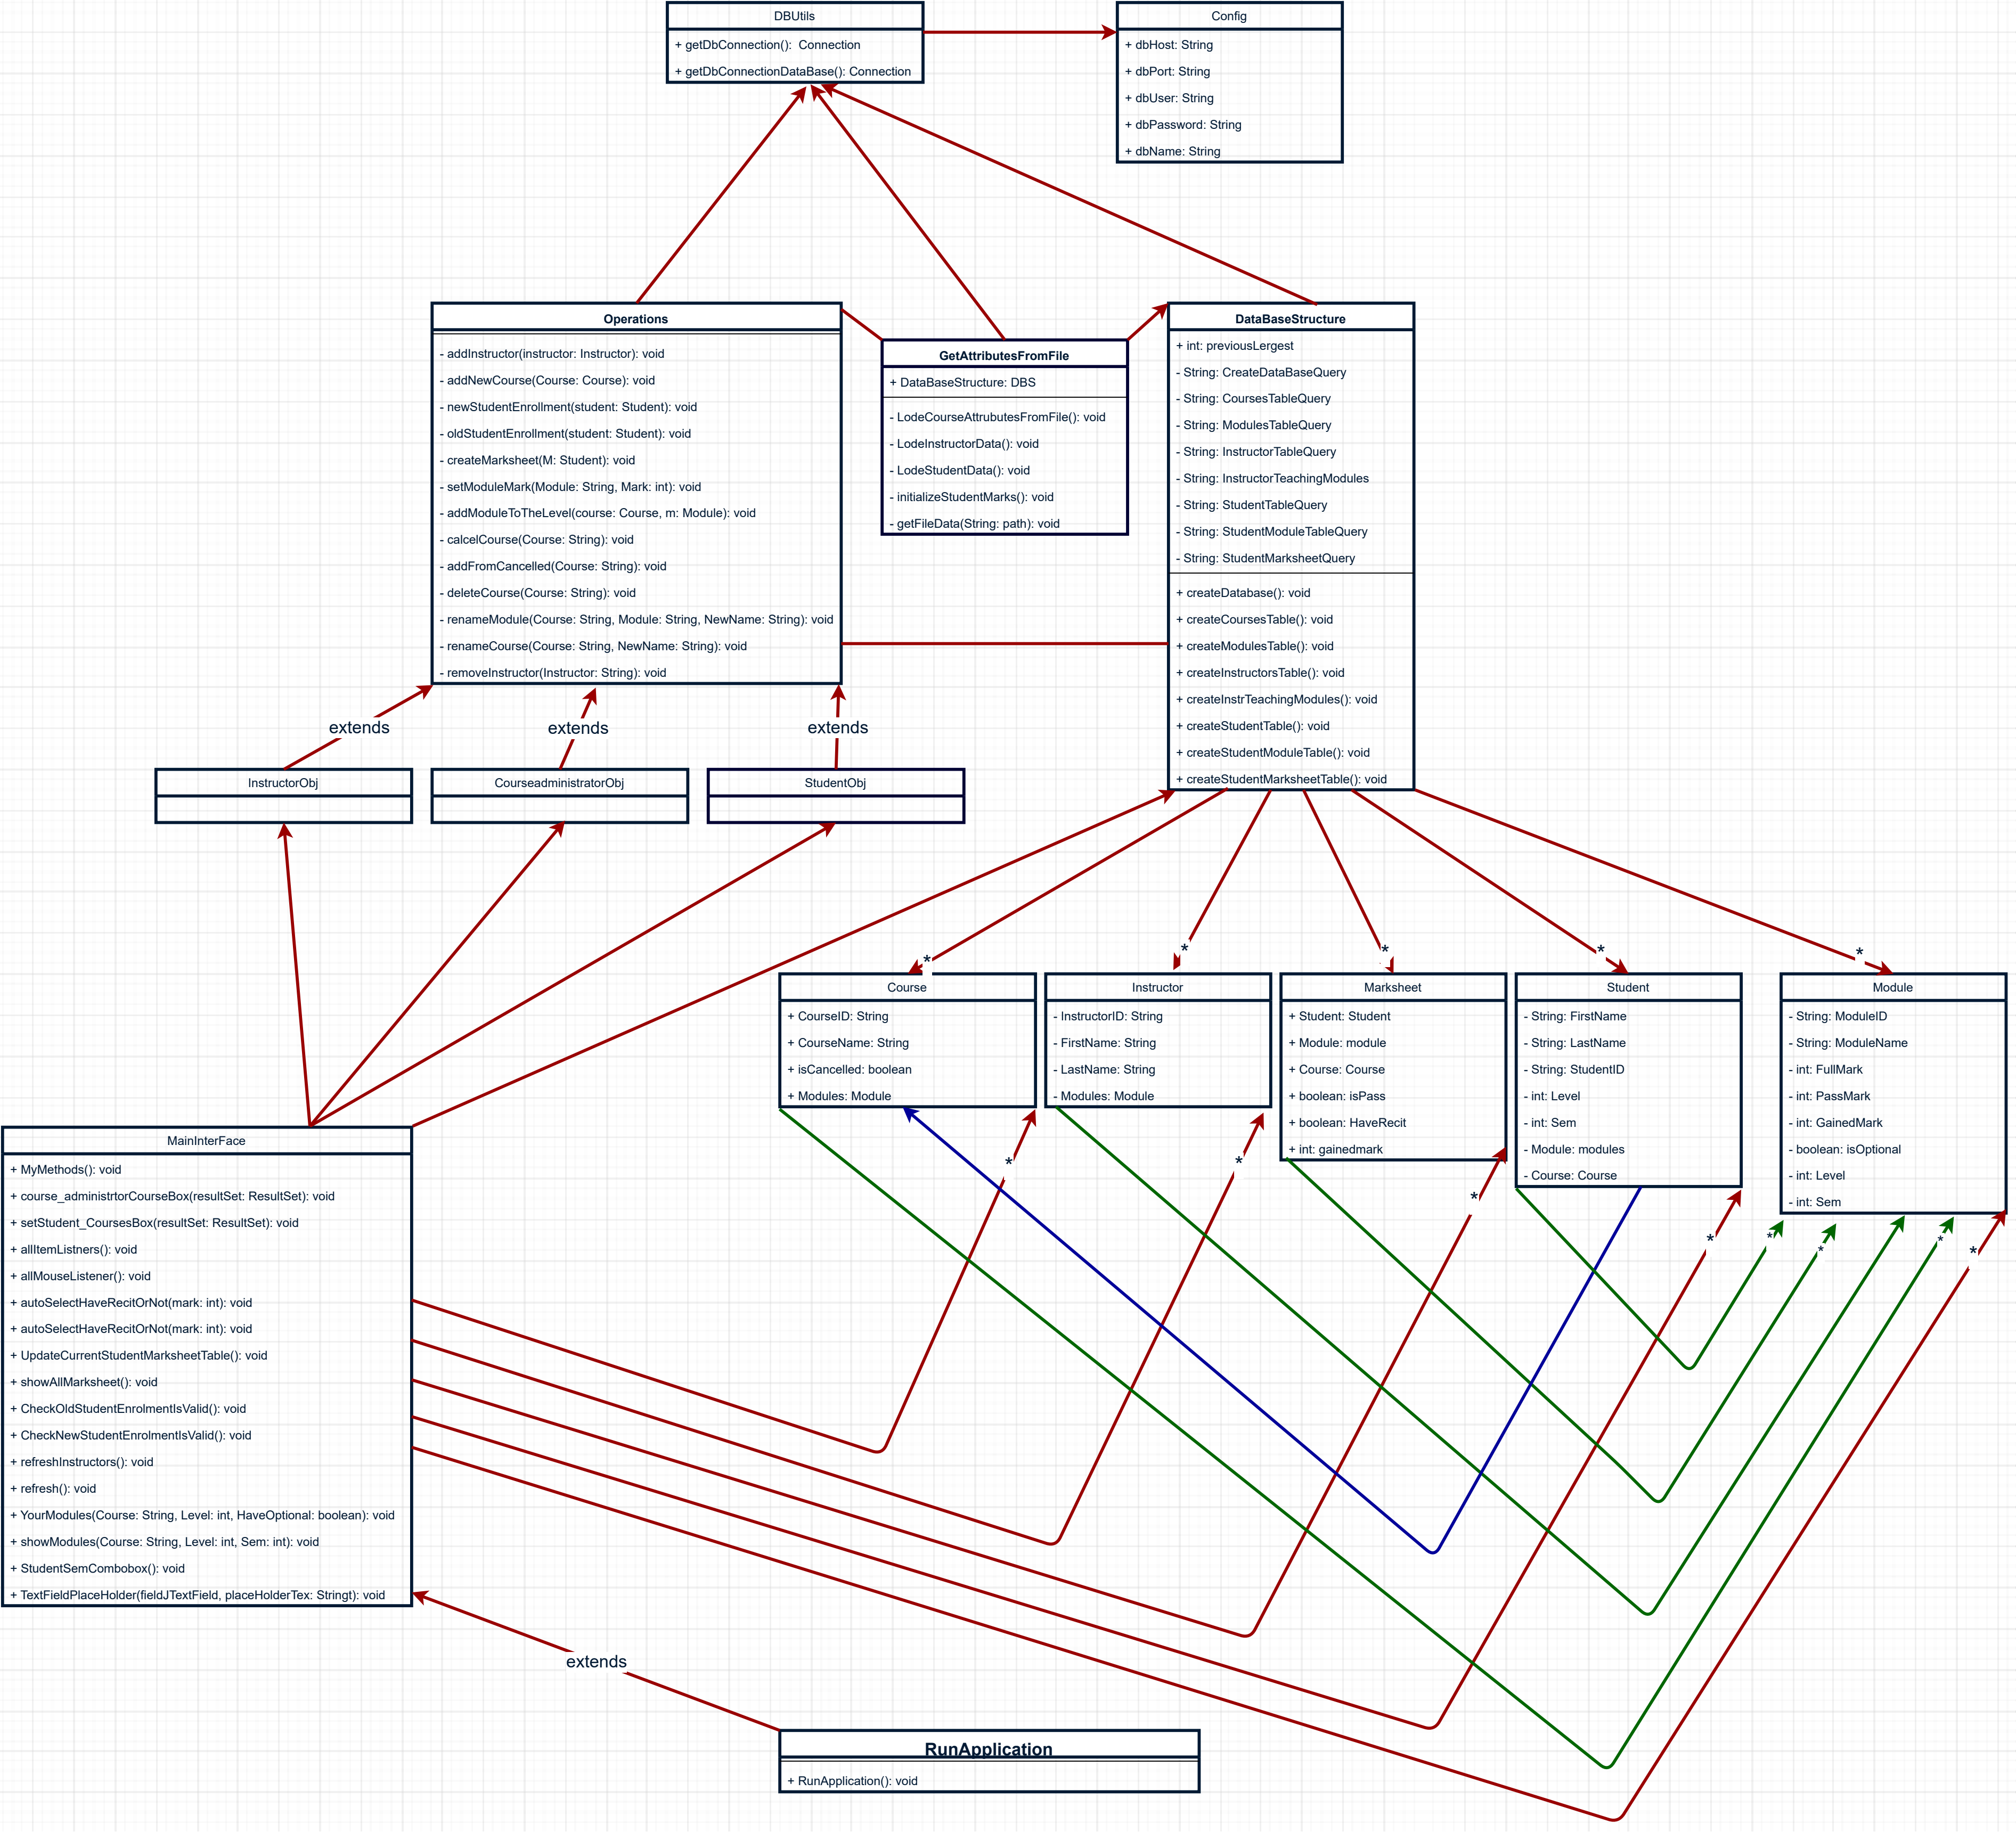 DBUtils
+ getDbConnection():  Connection
+ getDbConnectionDataBase(): Connection
Config
+ dbHost: String
+ dbPort: String
+ dbUser: String
+ dbPassword: String
+ dbName: String
Operations
- addInstructor(instructor: Instructor): void
- addNewCourse(Course: Course): void
- newStudentEnrollment(student: Student): void
- oldStudentEnrollment(student: Student): void
- createMarksheet(M: Student): void
- setModuleMark(Module: String, Mark: int): void
- addModuleToTheLevel(course: Course, m: Module): void
- calcelCourse(Course: String): void
- addFromCancelled(Course: String): void
- deleteCourse(Course: String): void
- renameModule(Course: String, Module: String, NewName: String): void
- renameCourse(Course: String, NewName: String): void
- removeInstructor(Instructor: String): void
GetAttributesFromFile
+ DataBaseStructure: DBS
- LodeCourseAttrubutesFromFile(): void
- LodeInstructorData(): void
- LodeStudentData(): void
- initializeStudentMarks(): void
- getFileData(String: path): void
DataBaseStructure
+ int: previousLergest
- String: CreateDataBaseQuery
- String: CoursesTableQuery
- String: ModulesTableQuery
- String: InstructorTableQuery
- String: InstructorTeachingModules
- String: StudentTableQuery
- String: StudentModuleTableQuery
- String: StudentMarksheetQuery
+ createDatabase(): void
+ createCoursesTable(): void
+ createModulesTable(): void
+ createInstructorsTable(): void
+ createInstrTeachingModules(): void
+ createStudentTable(): void
+ createStudentModuleTable(): void
+ createStudentMarksheetTable(): void
extends
extends
extends
InstructorObj
CourseadministratorObj
StudentObj
*
*
*
*
*
Course
+ CourseID: String
+ CourseName: String
+ isCancelled: boolean
+ Modules: Module
Instructor
- InstructorID: String
- FirstName: String
- LastName: String
- Modules: Module
Marksheet
+ Student: Student
+ Module: module
+ Course: Course
+ boolean: isPass
+ boolean: HaveRecit
+ int: gainedmark
Student
- String: FirstName
- String: LastName
- String: StudentID
- int: Level
- int: Sem
- Module: modules
- Course: Course
Module
- String: ModuleID
- String: ModuleName
- int: FullMark
- int: PassMark
- int: GainedMark
- boolean: isOptional
- int: Level
- int: Sem
*
*
*
*
*
*
*
*
MainInterFace
+ MyMethods(): void
+ course_administrtorCourseBox(resultSet: ResultSet): void
+ setStudent_CoursesBox(resultSet: ResultSet): void
+ allItemListners(): void
+ allMouseListener(): void
+ autoSelectHaveRecitOrNot(mark: int): void
+ autoSelectHaveRecitOrNot(mark: int): void
+ UpdateCurrentStudentMarksheetTable(): void
+ showAllMarksheet(): void
+ CheckOldStudentEnrolmentIsValid(): void
+ CheckNewStudentEnrolmentIsValid(): void
+ refreshInstructors(): void
+ refresh(): void
+ YourModules(Course: String, Level: int, HaveOptional: boolean): void
+ showModules(Course: String, Level: int, Sem: int): void
+ StudentSemCombobox(): void
+ TextFieldPlaceHolder(fieldJTextField, placeHolderTex: Stringt): void
extends
RunApplication
+ RunApplication(): void